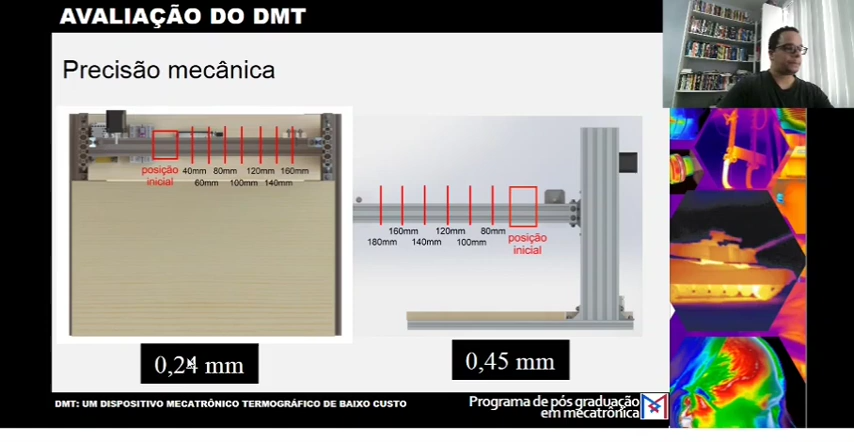 AVALIAÇÃO DO DMT
Precisão mecânica
posição
inicial
40mm 80mm 120mm 160mm
60mm 100mm 140mm
160mm 120mm 80mm
180mm 140mm 100mm
posição
inicial
0,24 mm
0,45 mm
DMT: UM DISPOSITIVO MECATRÔNICO TERMOGRÁFICO DE BAIXO CUSTO
Programa de pós graduação
em mecatrônica